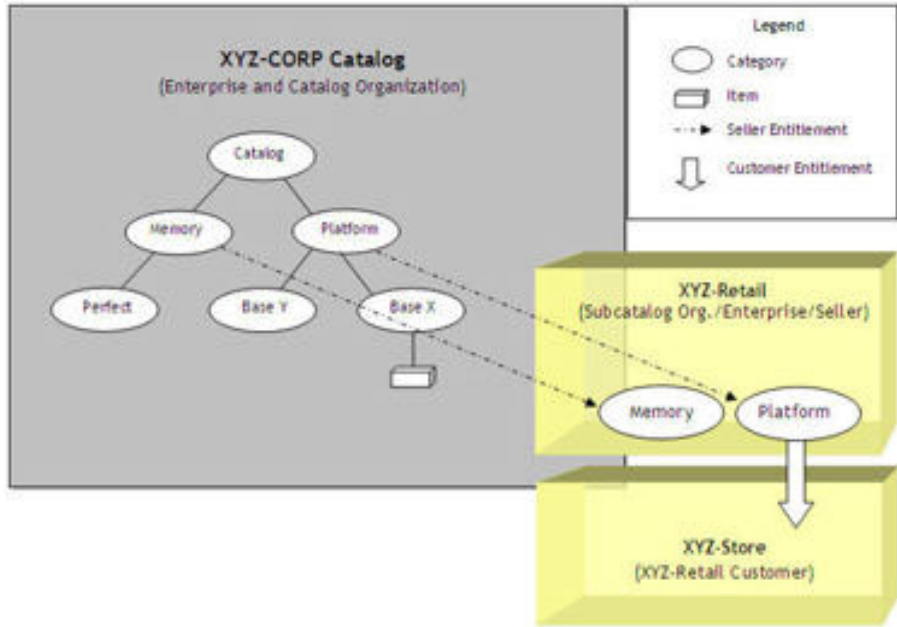 XYZ-CORP Catalog
(Enterprise and Catalog Organization)
Catalog
Memory
Platform
Perfect
Base Y
Base X
Legend
Category
Item
Seller Entitlement
Customer Entitlement
XYZ-Retail
(Subcatalog Org./Enterprise/Seller)
Memory
Platform
XYZ-Store
(XYZ-Retail Customer)